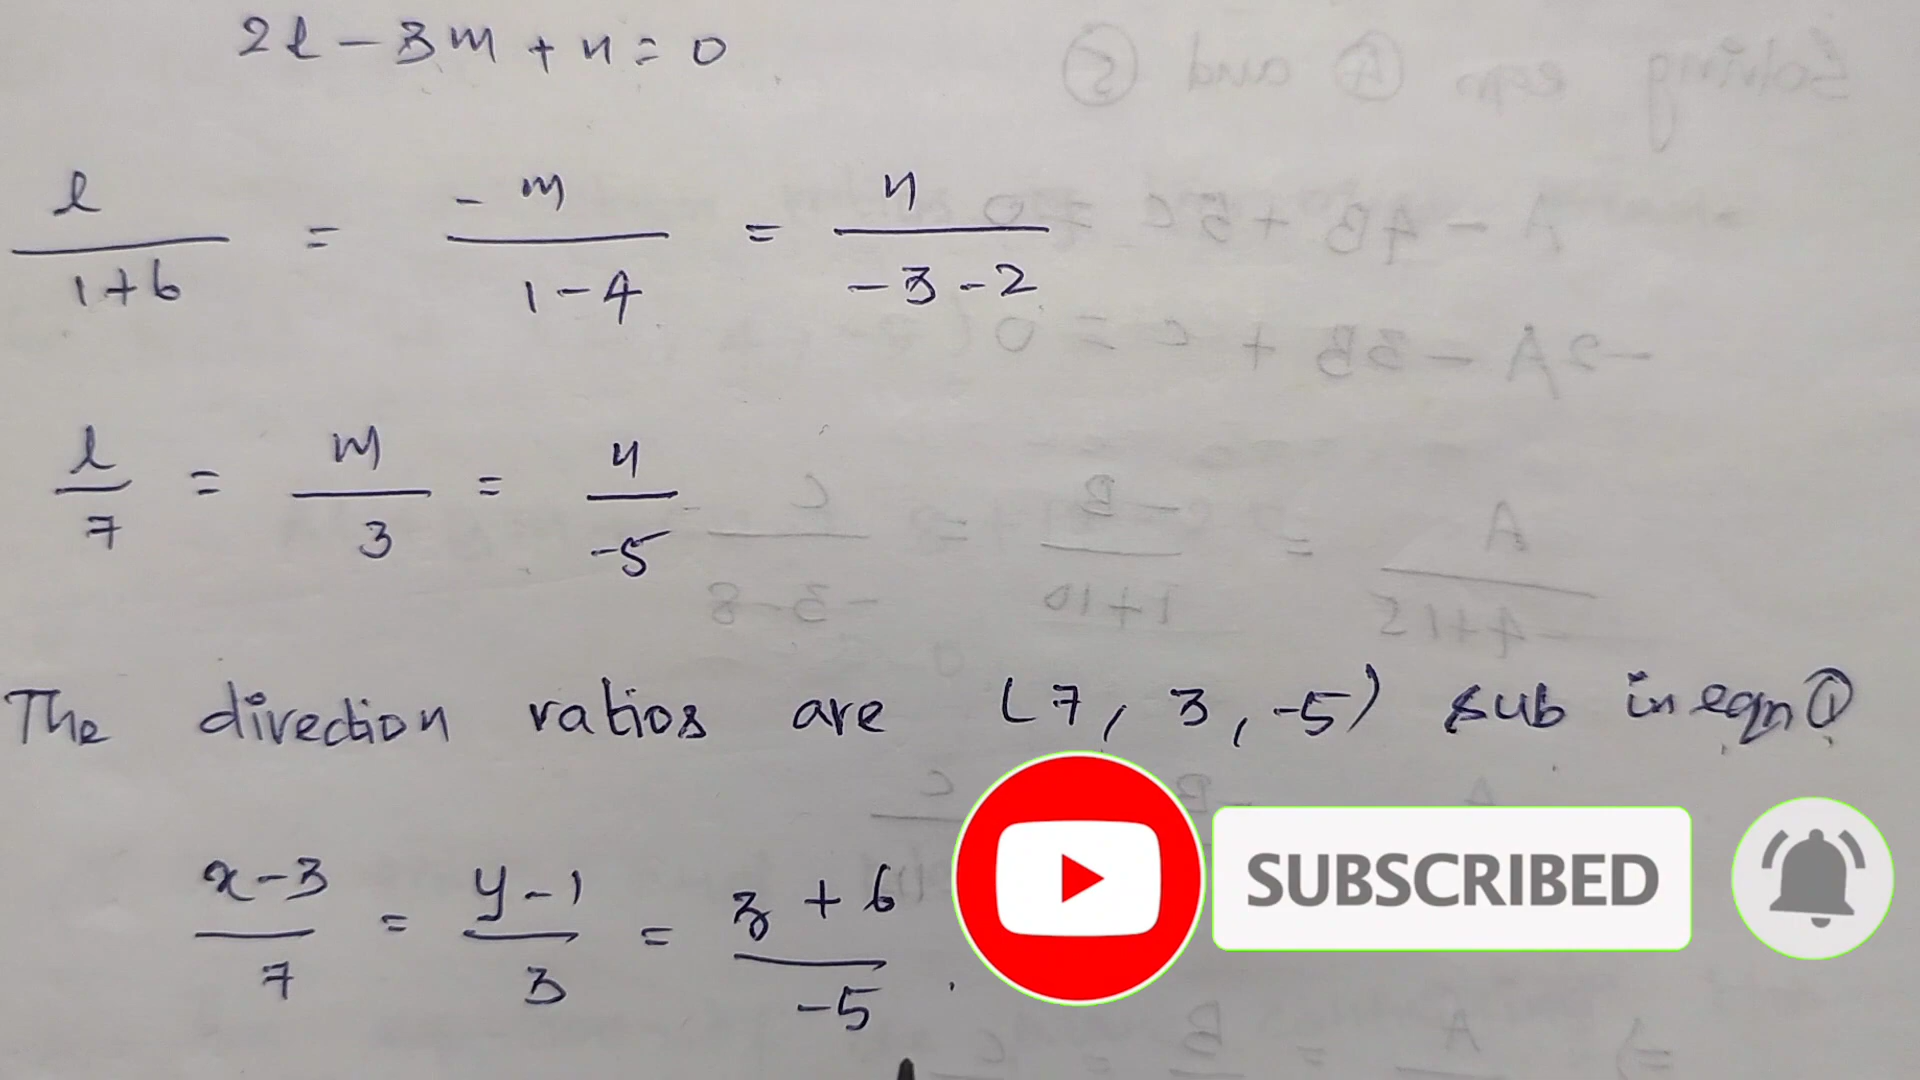 2l - 3m + n = 0
l / 1+6 = -m / 1-4 = n / -3-2
l / 7 = m / 3 = n / -5
The direction ratios are (7, 3, -5) sub in eqn ①
x-3 / 7 = y-1 / 3 = z+6 / -5 .
SUBSCRIBED